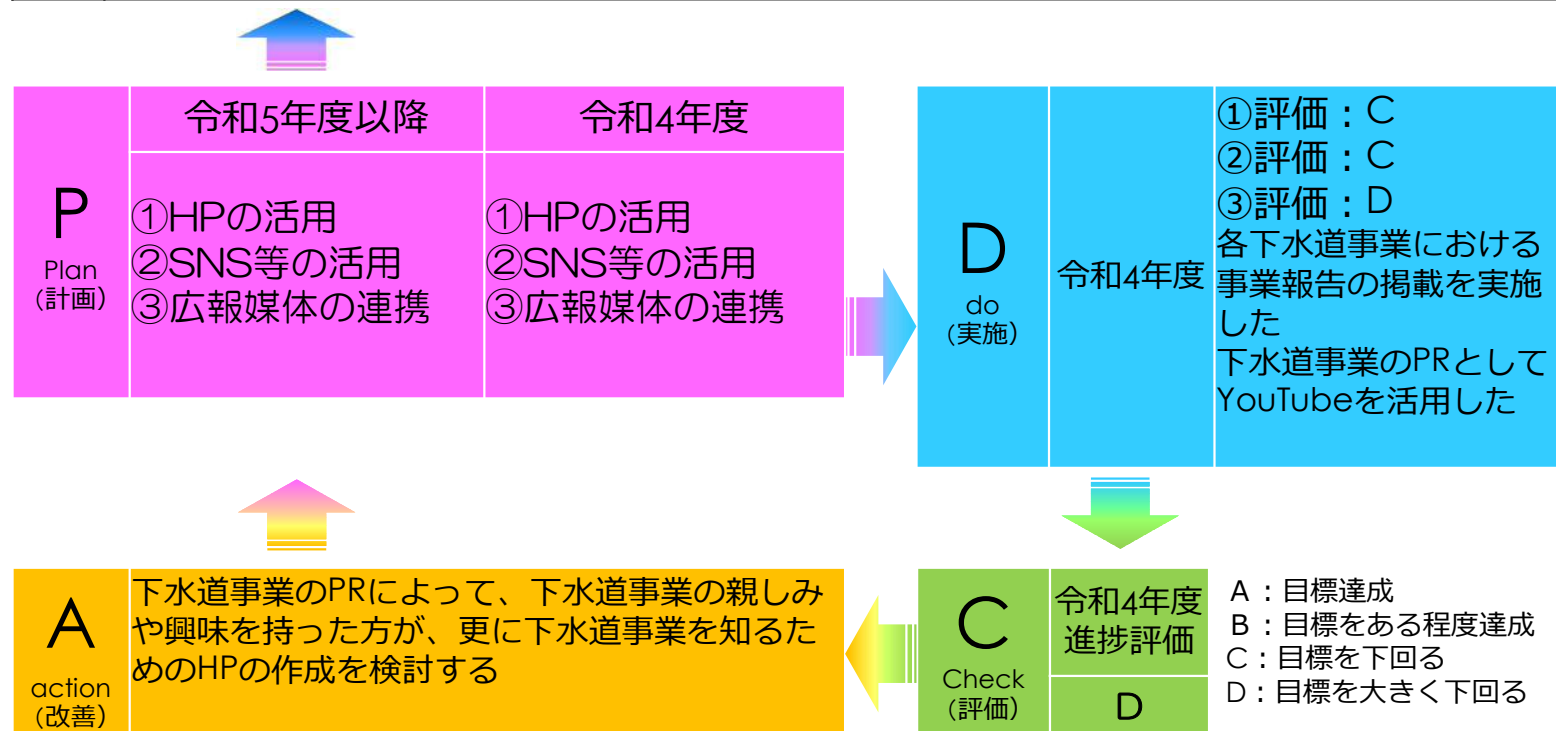 P
Plan
(計画)
令和5年度以降
①HPの活用
②SNS等の活用
③広報媒体の連携
令和4年度
①HPの活用
②SNS等の活用
③広報媒体の連携
D
do
(実施)
令和4年度
①評価：C
②評価：C
③評価：D
各下水道事業における
事業報告の掲載を実施
した
下水道事業のPRとして
YouTubeを活用した
C
Check
(評価)
令和4年度
進捗評価
D
A：目標達成
B：目標をある程度達成
C：目標を下回る
D：目標を大きく下回る
A
action
(改善)
下水道事業のPRによって、下水道事業の親しみ
や興味を持った方が、更に下水道事業を知るた
めのHPの作成を検討する